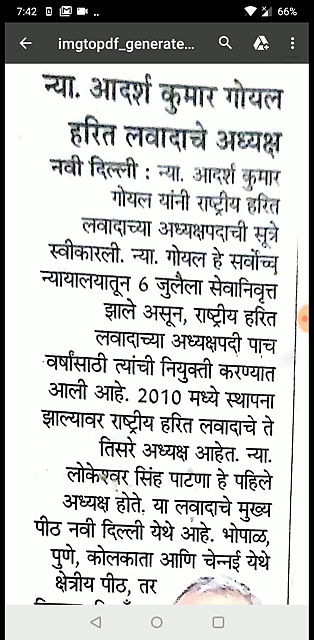 7:42 66%
imgtopdf_generate...
न्या. आदर्श कुमार गोयल
हरित लवादाचे अध्यक्ष
नवी दिल्ली : न्या. आदर्श कुमार
गोयल यांनी राष्ट्रीय हरित
लवादाच्या अध्यक्षपदाची सूत्रे
स्वीकारली. न्या. गोयल हे सर्वोच्च
न्यायालयातून 6 जुलैला सेवानिवृत्त
झाले असून, राष्ट्रीय हरित
लवादाच्या अध्यक्षपदी पाच
वर्षांसाठी त्यांची नियुक्ती करण्यात
आली आहे. 2010 मध्ये स्थापना
झाल्यावर राष्ट्रीय हरित लवादाचे ते
तिसरे अध्यक्ष आहेत. न्या.
लोकेश्वर सिंह पाटणा हे पहिले
अध्यक्ष होते. या लवादाचे मुख्य
पीठ नवी दिल्ली येथे आहे. भोपाळ,
पुणे, कोलकाता आणि चेन्नई येथे
क्षेत्रीय पीठ, तर